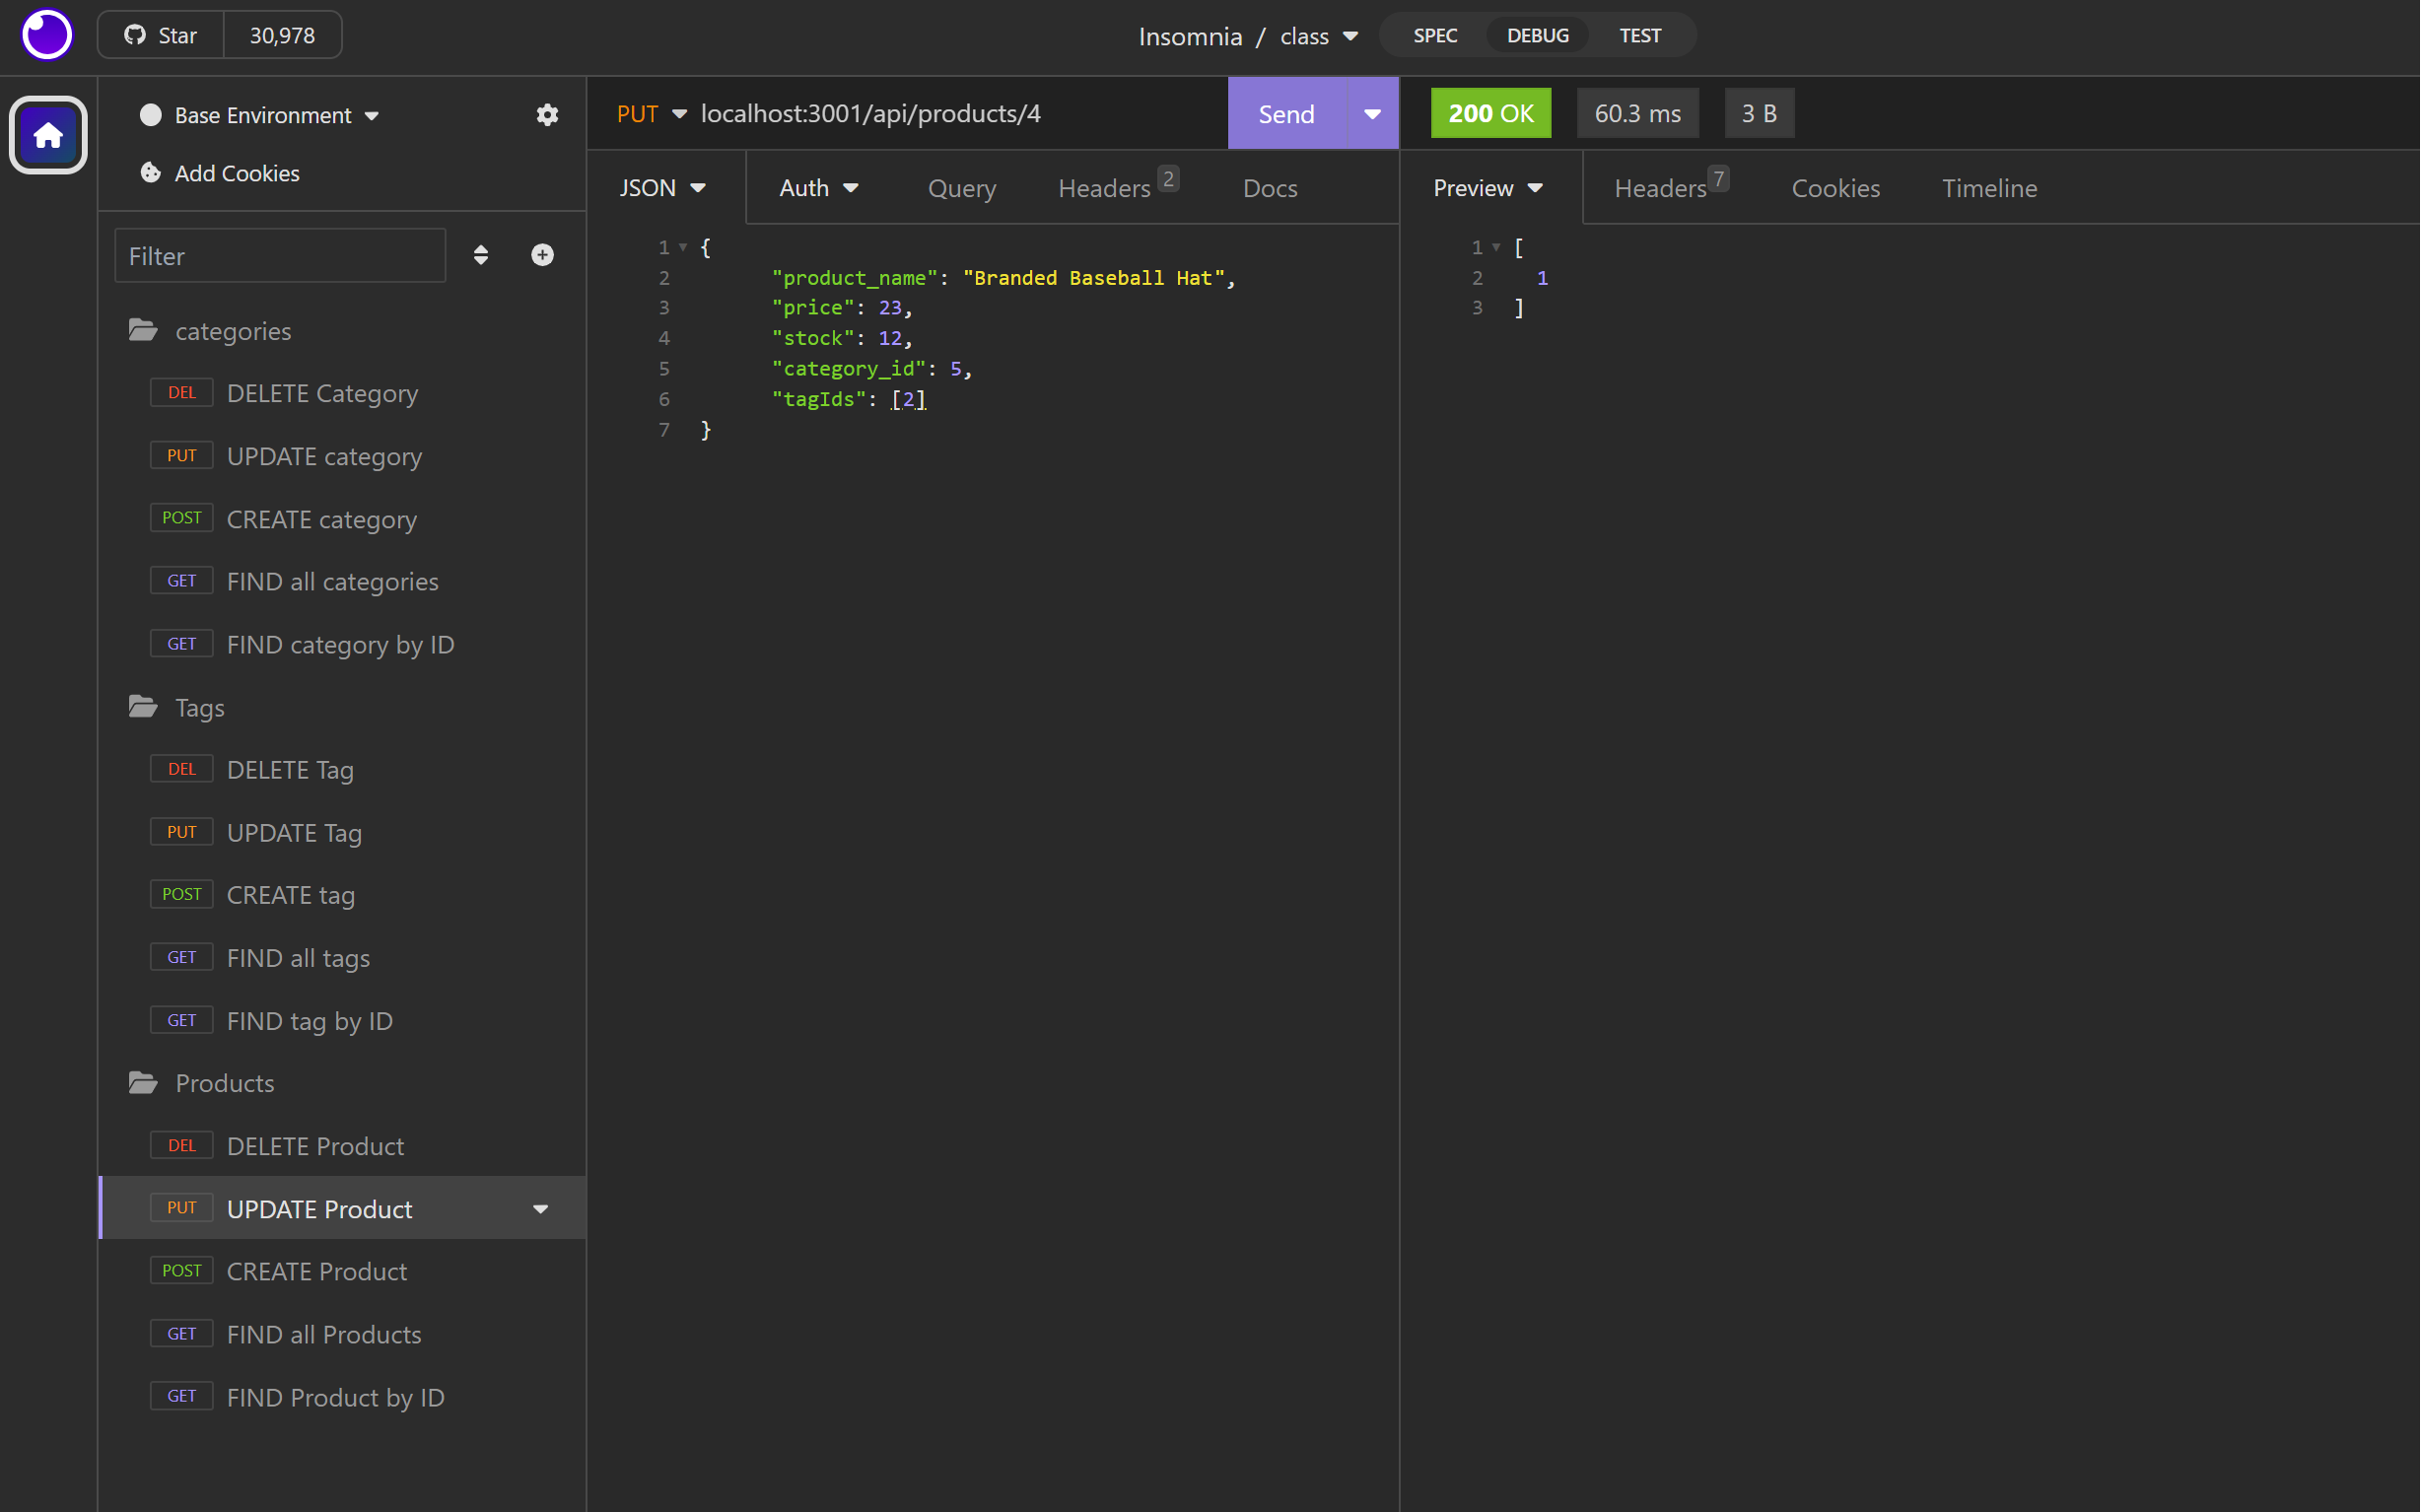 Star 30,978
Insomnia / class SPEC DEBUG TEST
Base Environment
Add Cookies
Filter
categories
DEL DELETE Category
PUT UPDATE category
POST CREATE category
GET FIND all categories
GET FIND category by ID
Tags
DEL DELETE Tag
PUT UPDATE Tag
POST CREATE tag
GET FIND all tags
GET FIND tag by ID
Products
DEL DELETE Product
PUT UPDATE Product
POST CREATE Product
GET FIND all Products
GET FIND Product by ID
PUT localhost:3001/api/products/4 Send
JSON Auth Query Headers 2 Docs
1 {
2 "product_name": "Branded Baseball Hat",
3 "price": 23,
4 "stock": 12,
5 "category_id": 5,
6 "tagIds": [2]
7 }
200 OK 60.3 ms 3 B
Preview Headers 7 Cookies Timeline
1 [
2 1
3 ]